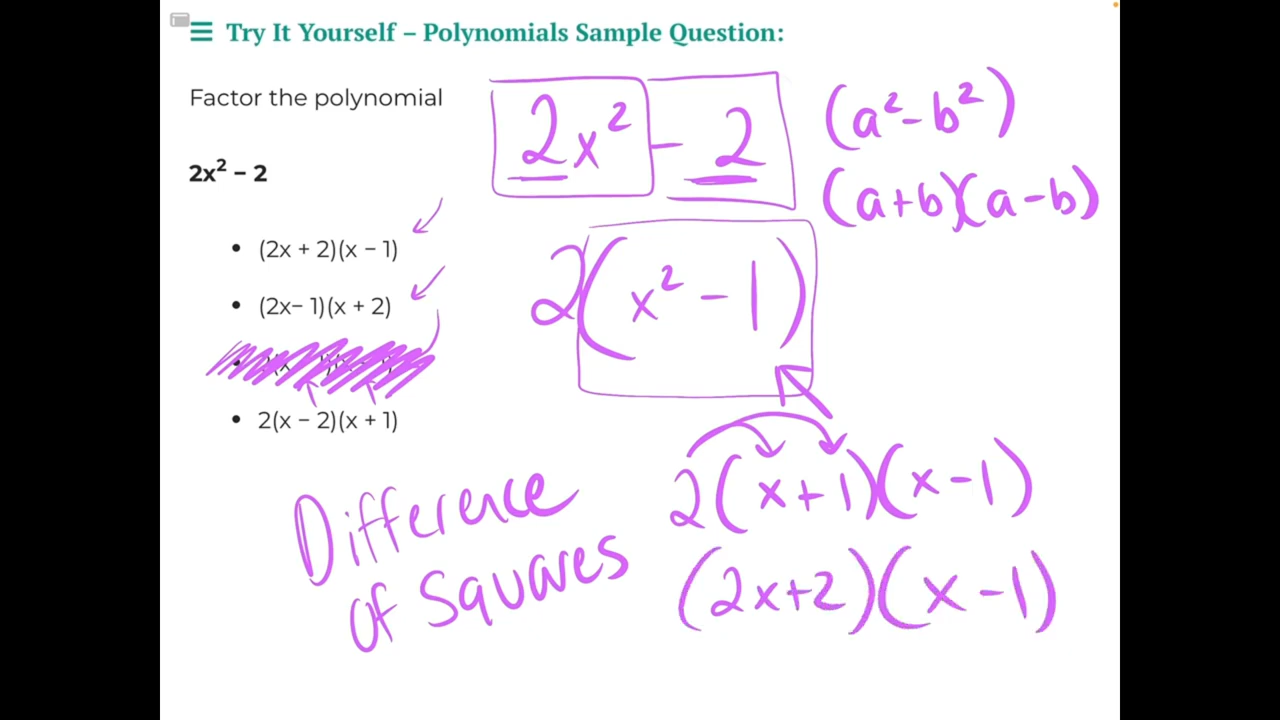 Try It Yourself – Polynomials Sample Question:
Factor the polynomial
2x² – 2
• (2x + 2)(x – 1)
• (2x– 1)(x + 2)
• 2(x – 2)(x + 1)
2x² - 2
(a² - b²)
(a+b)(a-b)
2(x² - 1)
2(x+1)(x-1)
(2x+2)(x-1)
Difference
of Squares